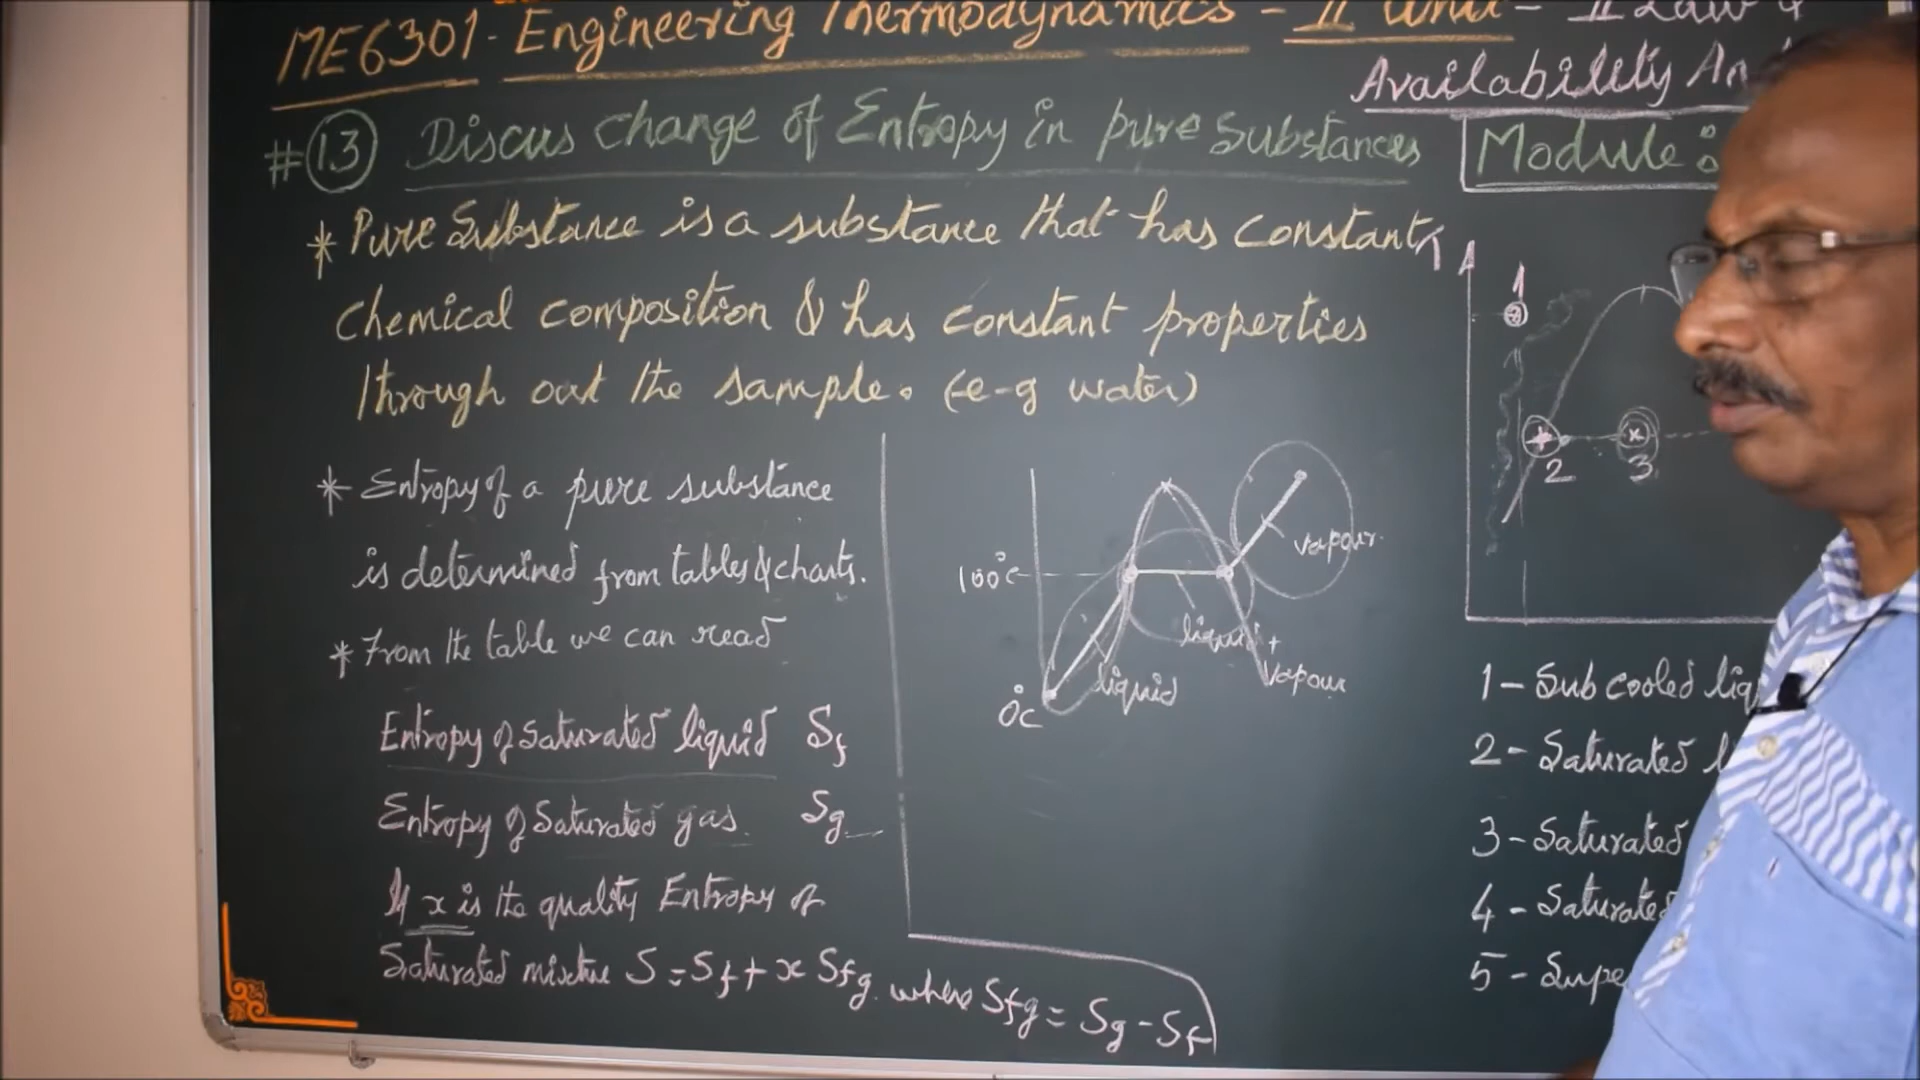 ME6301 - Engineering Thermodynamics - II Unit - II Law &
Availability An
#13 Discus change of Entropy in pure Substances
Module :
* Pure Substance is a substance that has constant
chemical composition & has constant properties
through out the sample. (e-g water)
* Entropy of a pure substance
is determined from tables & charts.
* From the table we can read
Entropy of Saturated liquid Sf
Entropy of Saturated gas. Sg
If x is the quality Entropy of
Saturated mixture S = Sf + x Sfg. where Sfg = Sg - Sf
100°c
0°c
liquid
liquid +
vapour
vapour.
1
2
3
1 - Sub cooled liq
2 - Saturated l
3 - Saturated
4 - Saturated
5 - Supe